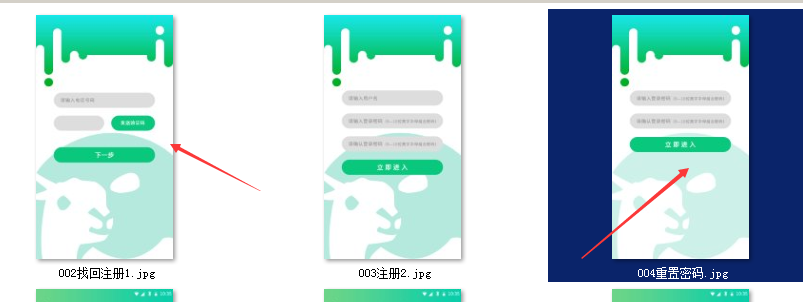 请输入电话号码
发送验证码
下一步
002找回注册1.jpg
请输入用户名
请输入登录密码
请确认登录密码
立即进入
003注册2.jpg
请输入登录密码
请确认登录密码
立即进入
004重置密码.jpg